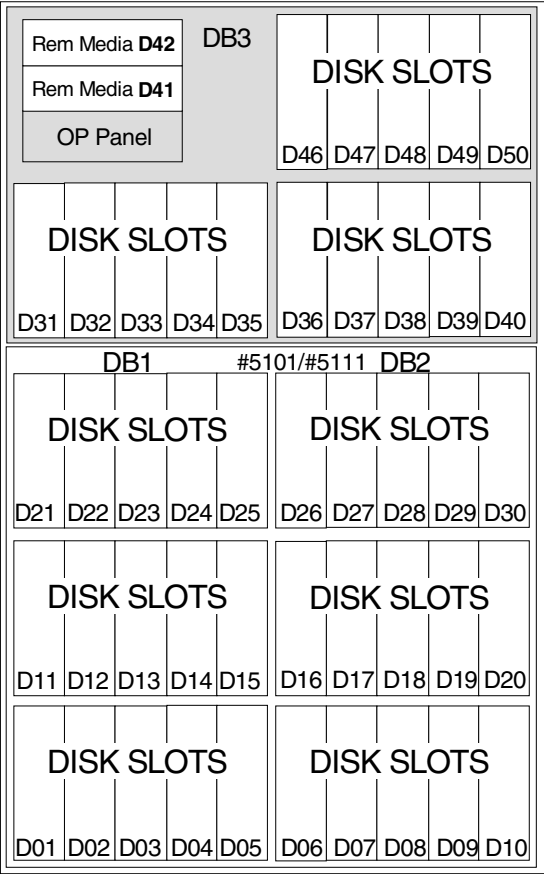 Rem Media D42 DB3
Rem Media D41
OP Panel
DISK SLOTS
D46 D47 D48 D49 D50
DISK SLOTS DISK SLOTS
D31 D32 D33 D34 D35 D36 D37 D38 D39 D40
DB1 #5101/#5111 DB2
DISK SLOTS DISK SLOTS
D21 D22 D23 D24 D25 D26 D27 D28 D29 D30
DISK SLOTS DISK SLOTS
D11 D12 D13 D14 D15 D16 D17 D18 D19 D20
DISK SLOTS DISK SLOTS
D01 D02 D03 D04 D05 D06 D07 D08 D09 D10